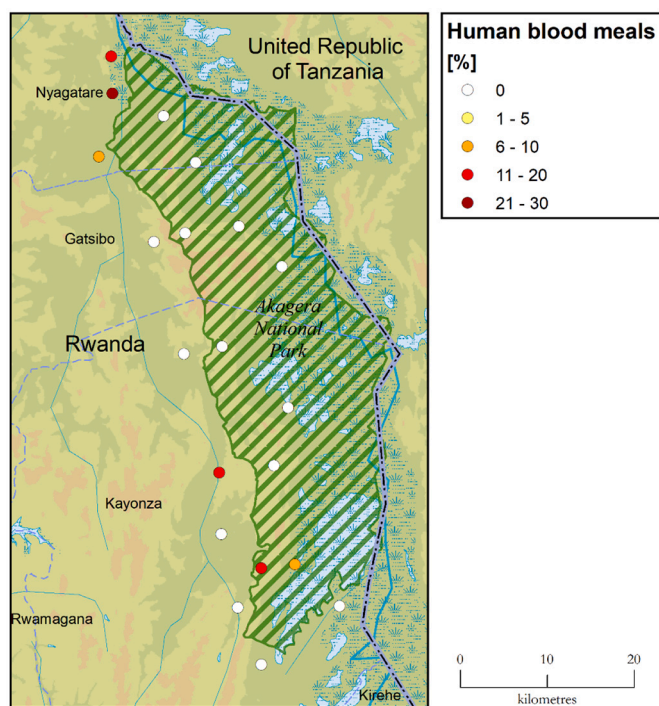 United Republic
of Tanzania
Nyagatare
Gatsibo
Akagera
National
Park
Rwanda
Kayonza
Rwamagana
Kirehe
Human blood meals
[%]
0
1 - 5
6 - 10
11 - 20
21 - 30
0 10 20
kilometres